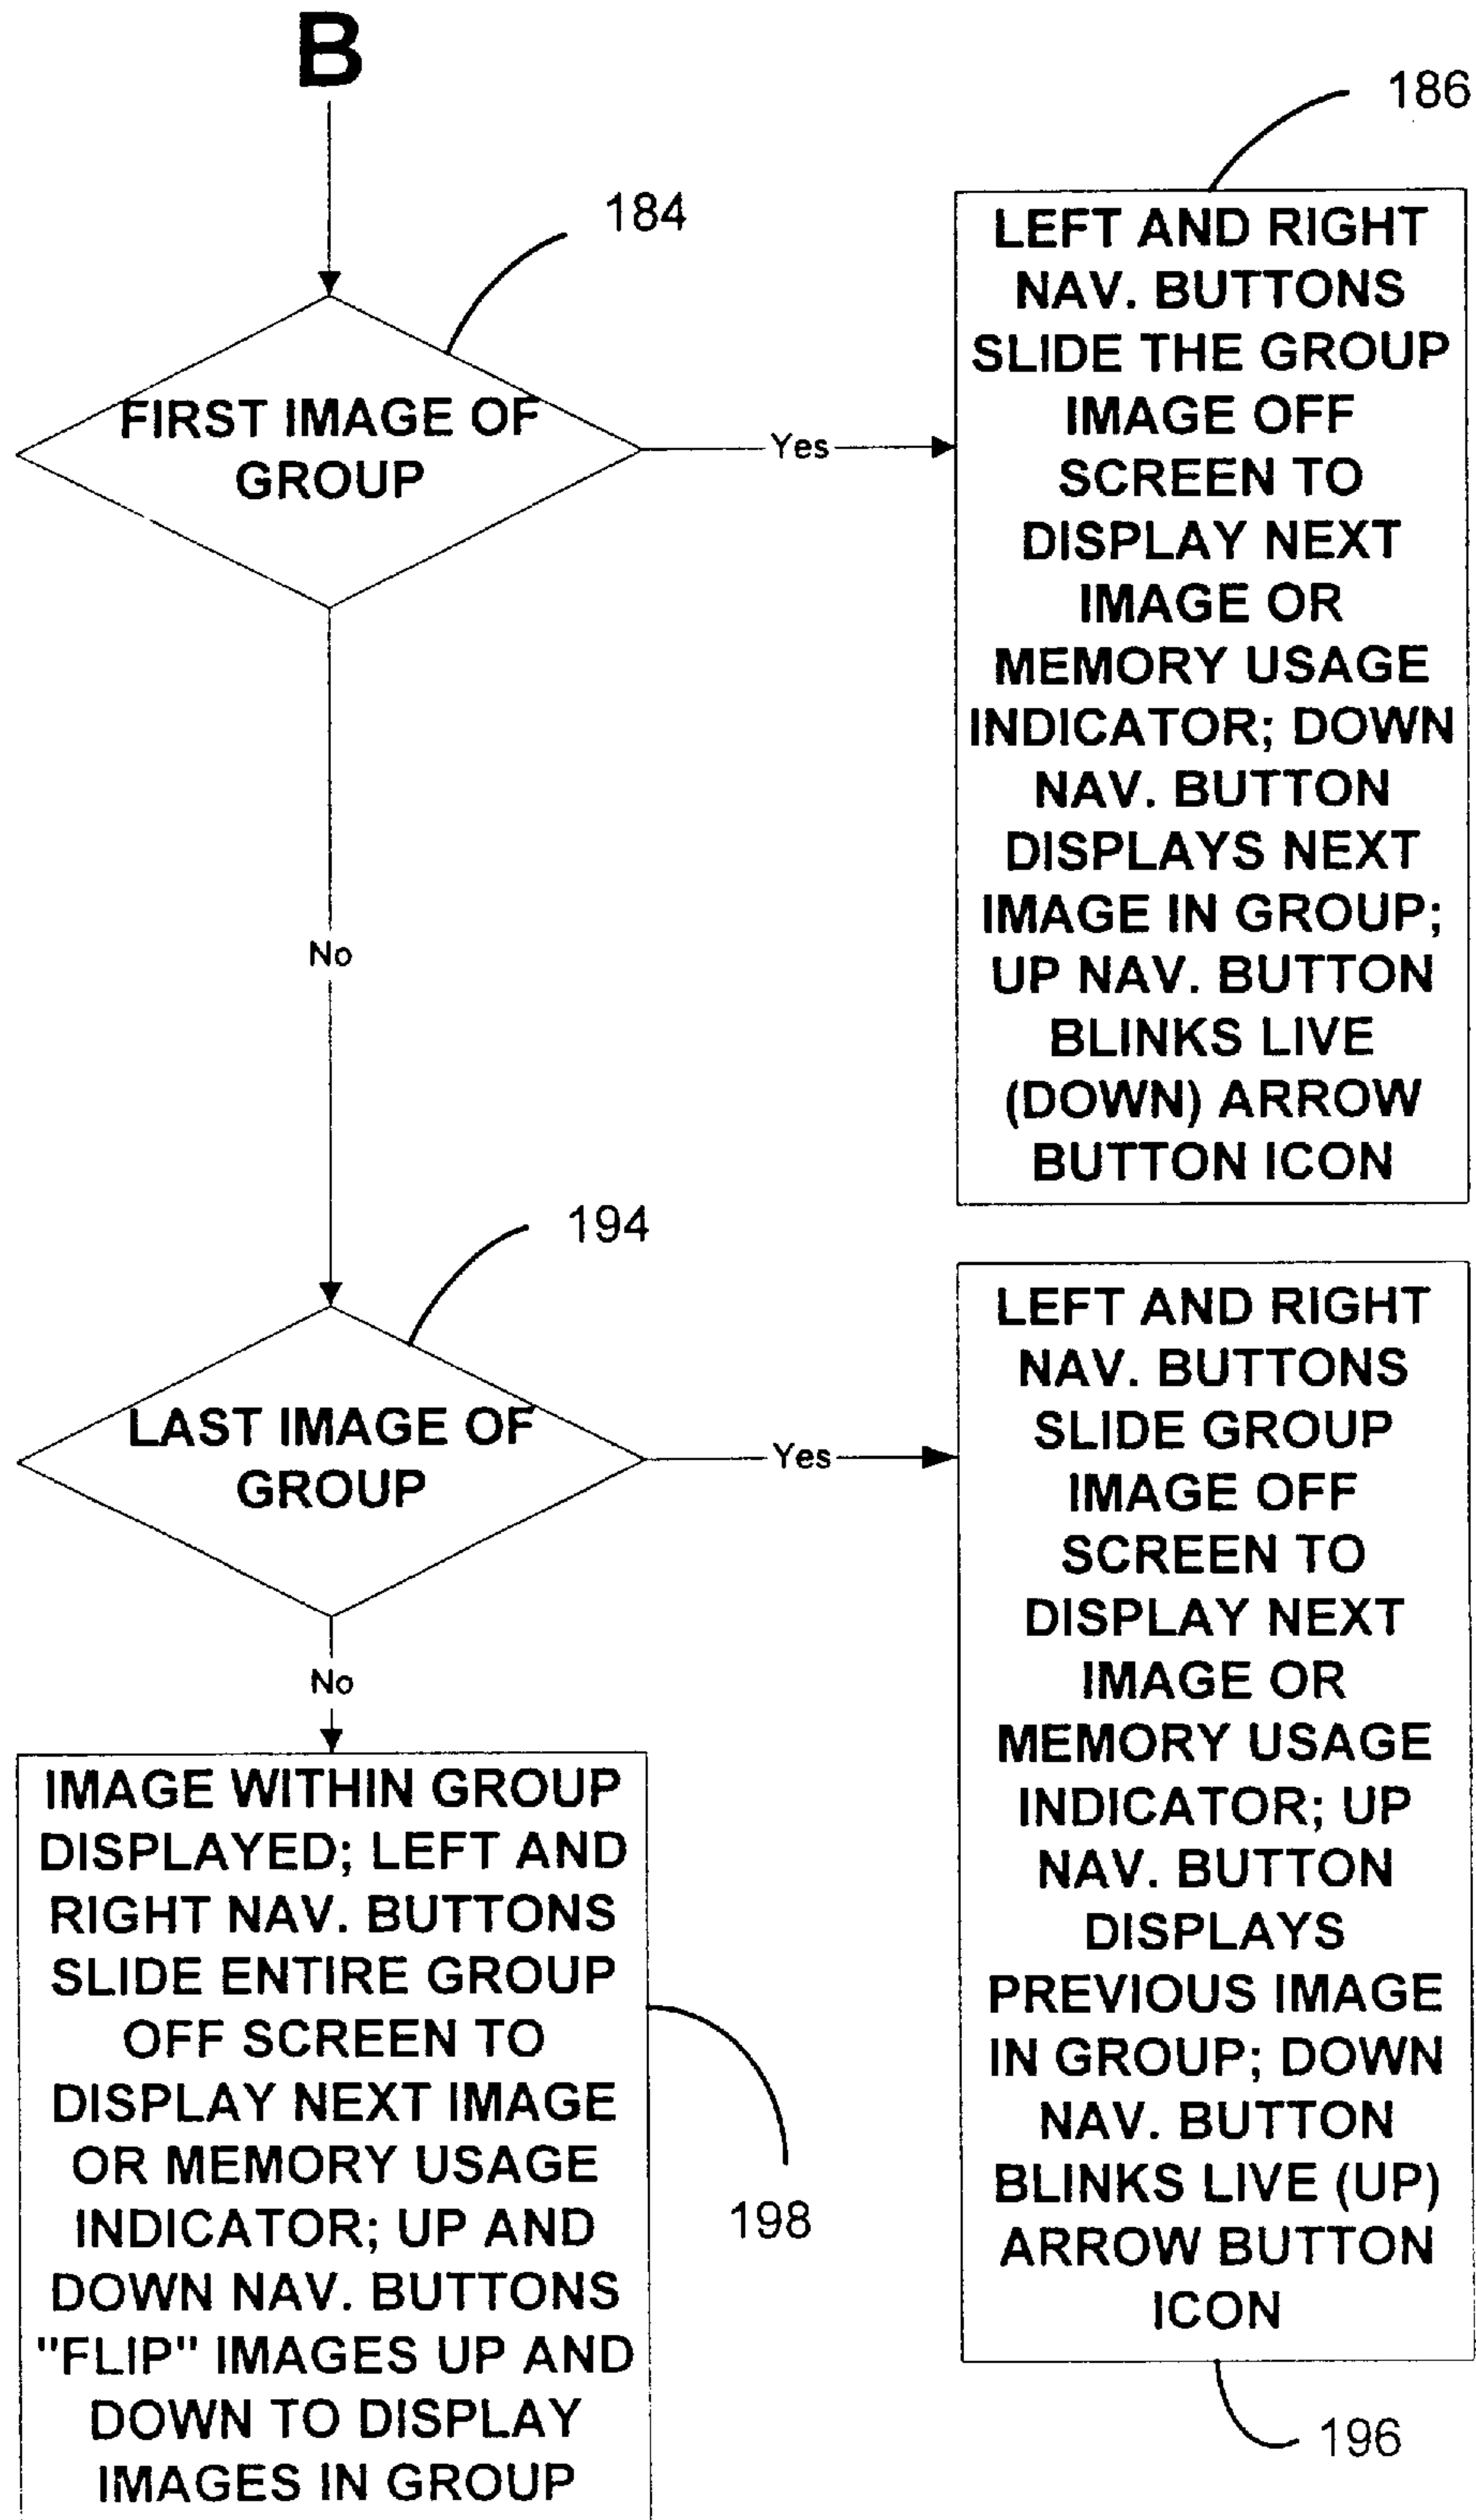 B
184
FIRST IMAGE OF
GROUP
Yes
186
LEFT AND RIGHT
NAV. BUTTONS
SLIDE THE GROUP
IMAGE OFF
SCREEN TO
DISPLAY NEXT
IMAGE OR
MEMORY USAGE
INDICATOR; DOWN
NAV. BUTTON
DISPLAYS NEXT
IMAGE IN GROUP;
UP NAV. BUTTON
BLINKS LIVE
(DOWN) ARROW
BUTTON ICON
No
194
LAST IMAGE OF
GROUP
Yes
LEFT AND RIGHT
NAV. BUTTONS
SLIDE GROUP
IMAGE OFF
SCREEN TO
DISPLAY NEXT
IMAGE OR
MEMORY USAGE
INDICATOR; UP
NAV. BUTTON
DISPLAYS
PREVIOUS IMAGE
IN GROUP; DOWN
NAV. BUTTON
BLINKS LIVE (UP)
ARROW BUTTON
ICON
196
No
IMAGE WITHIN GROUP
DISPLAYED; LEFT AND
RIGHT NAV. BUTTONS
SLIDE ENTIRE GROUP
OFF SCREEN TO
DISPLAY NEXT IMAGE
OR MEMORY USAGE
INDICATOR; UP AND
DOWN NAV. BUTTONS
"FLIP" IMAGES UP AND
DOWN TO DISPLAY
IMAGES IN GROUP
198